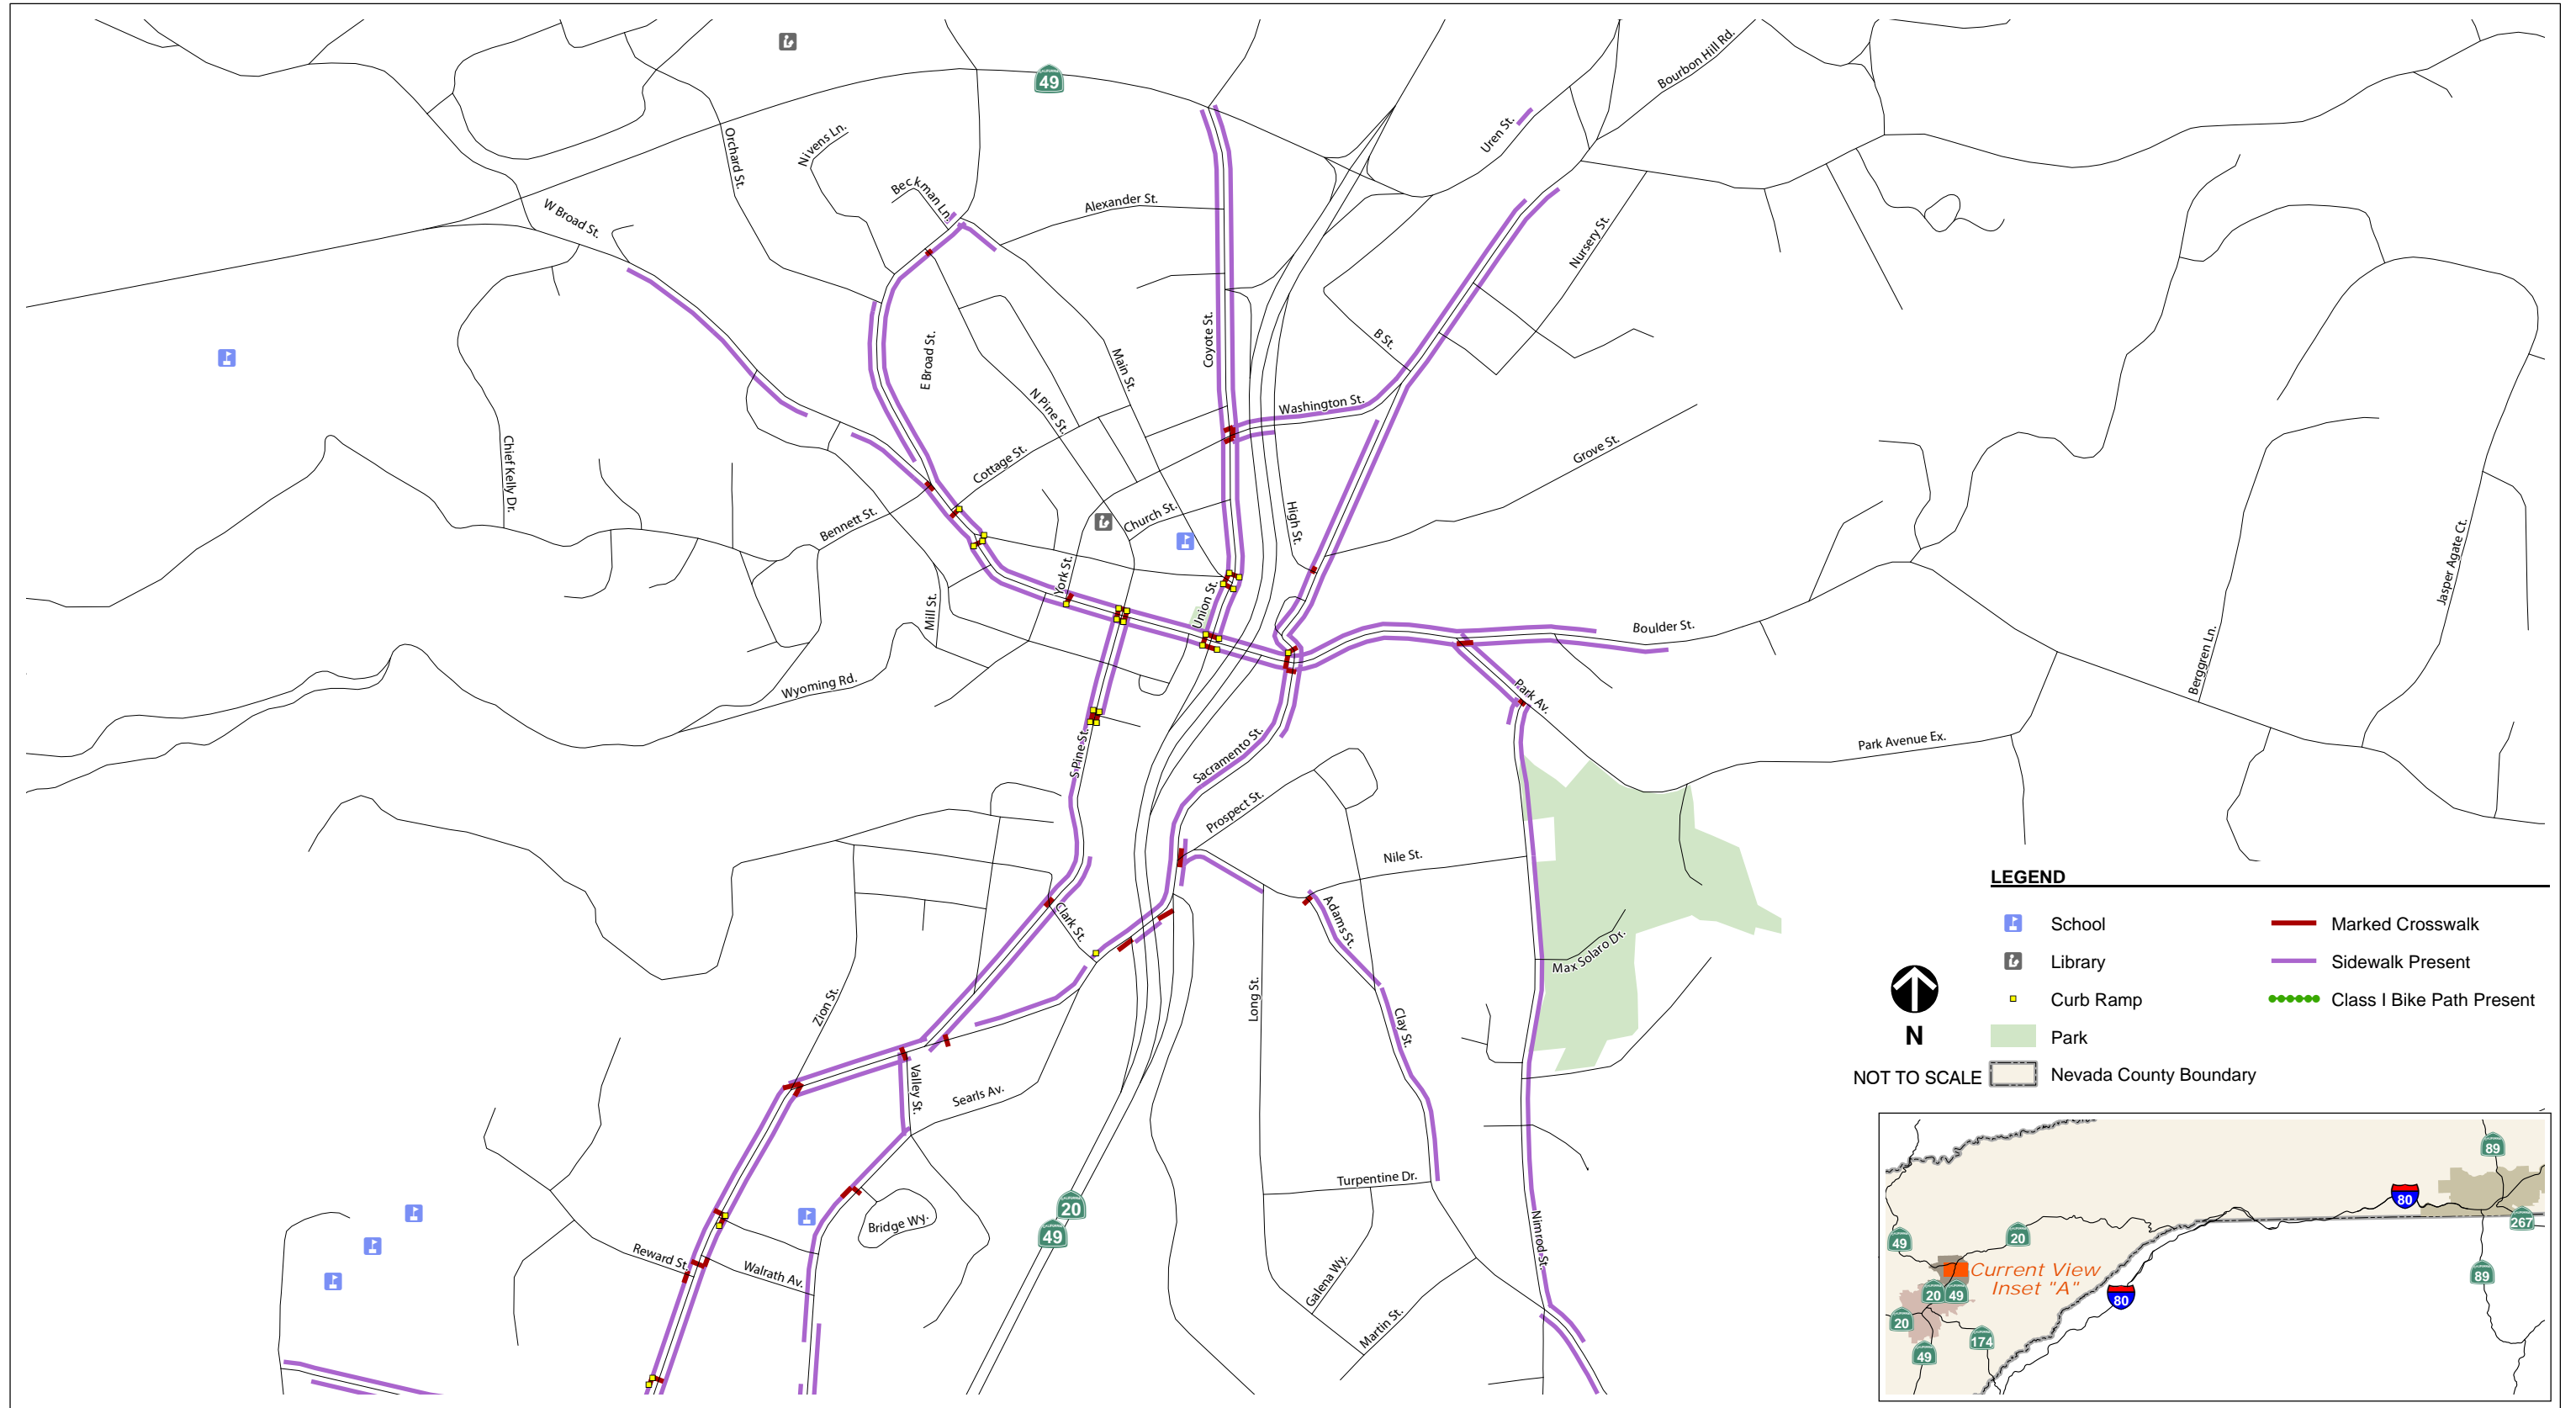 CALIFORNIA
49
Bourbon Hill Rd.
Uren St.
Orchard St.
Nivens Ln.
Beckman Ln.
Alexander St.
W Broad St.
Nursery St.
Coyote St.
B St.
E Broad St.
Main St.
N Pine St.
Washington St.
Grove St.
Chief Kelly Dr.
Cottage St.
Bennett St.
Church St.
High St.
Jasper Agate Ct.
York St.
Union St.
Mill St.
Boulder St.
Berggren Ln.
Wyoming Rd.
Park Av.
Park Avenue Ex.
S Pine St.
Sacramento St.
Prospect St.
Nile St.
Clark St.
Adams St.
Max Solaro Dr.
Long St.
Zion St.
Clay St.
Valley St.
Searls Av.
Turpentine Dr.
Bridge Wy.
Nimrod St.
CALIFORNIA
20
CALIFORNIA
49
Reward St.
Walrath Av.
Galena Wy.
Martin St.
LEGEND
School
Library
Curb Ramp
Park
Nevada County Boundary
Marked Crosswalk
Sidewalk Present
Class I Bike Path Present
N
NOT TO SCALE
89
80
267
49
20
Current View
Inset "A"
89
20
49
80
20
174
49